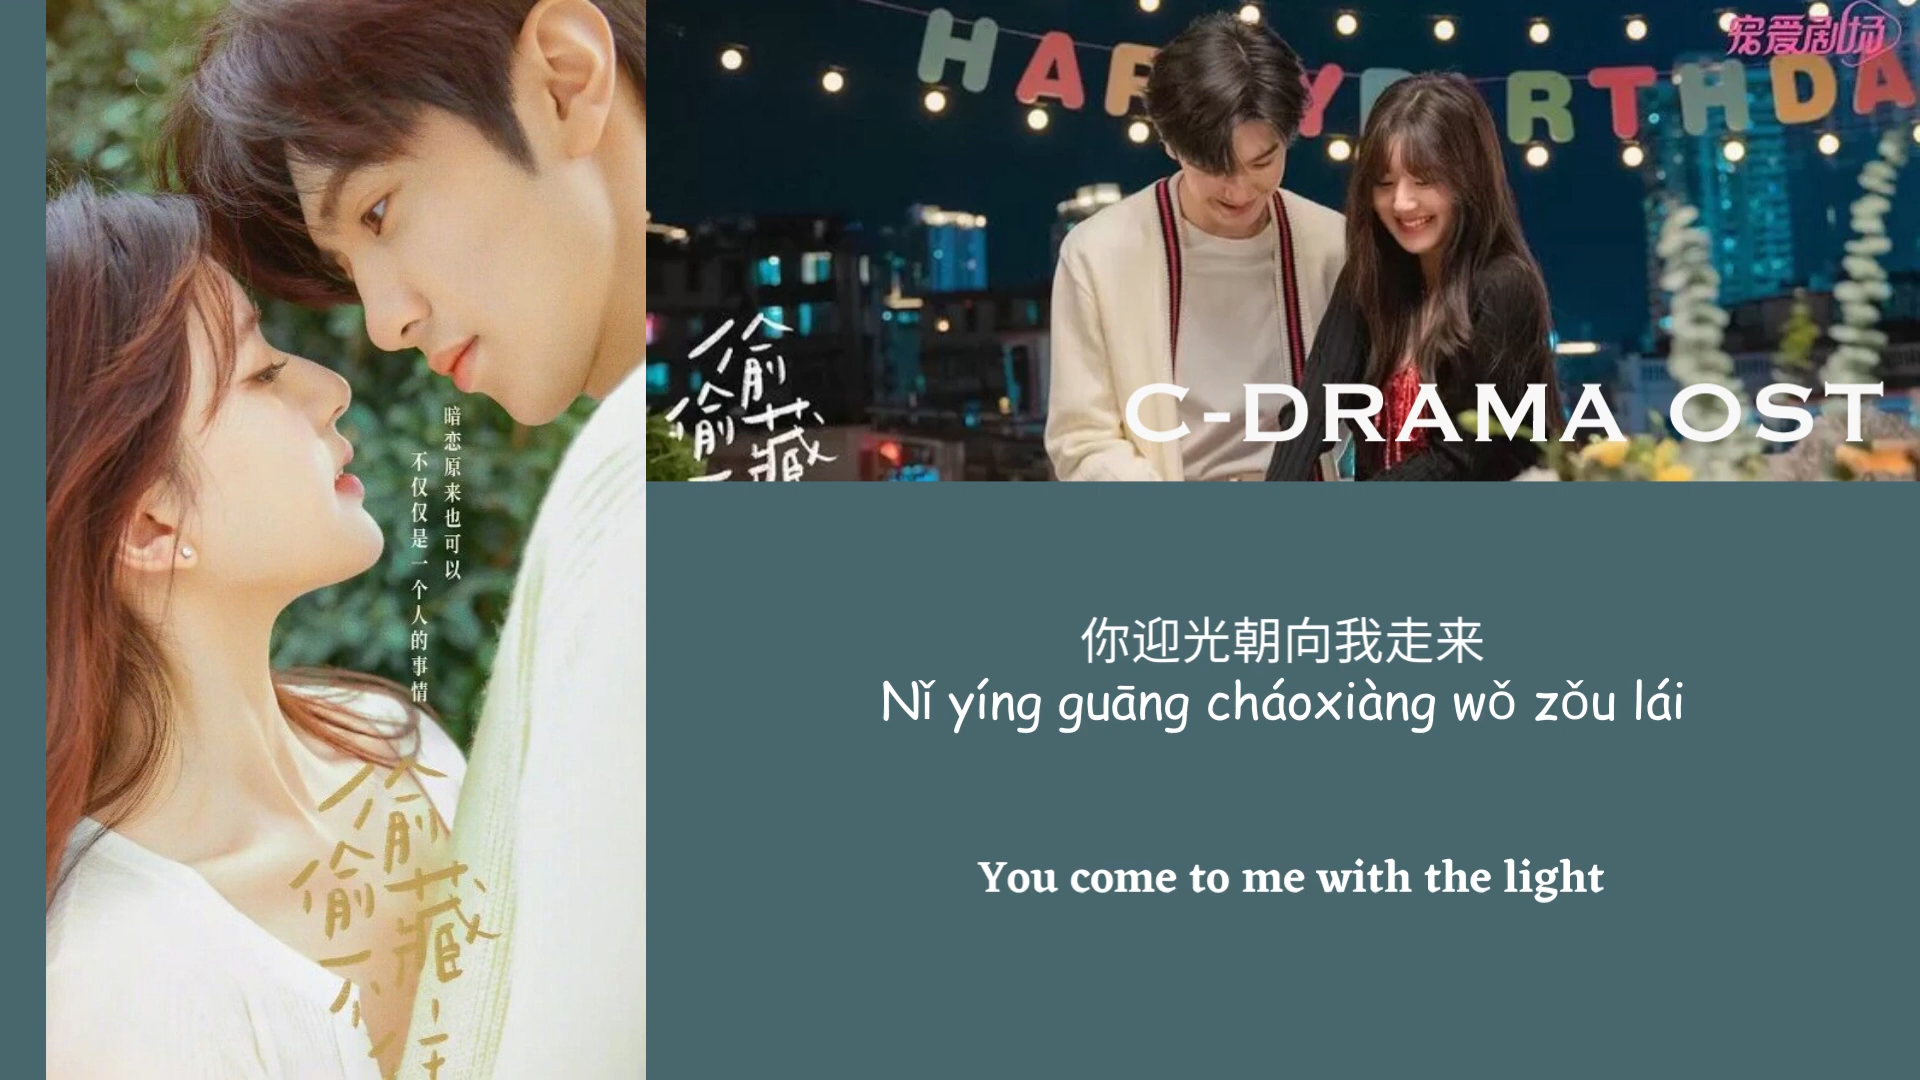 暗恋原来也可以
不仅仅是一个人的事情
偷偷藏不住
HAPPY BIRTHDA
宠爱剧场
偷偷藏不
C-DRAMA OST
你迎光朝向我走来
Nǐ yíng guāng cháoxiàng wǒ zǒu lái
You come to me with the light